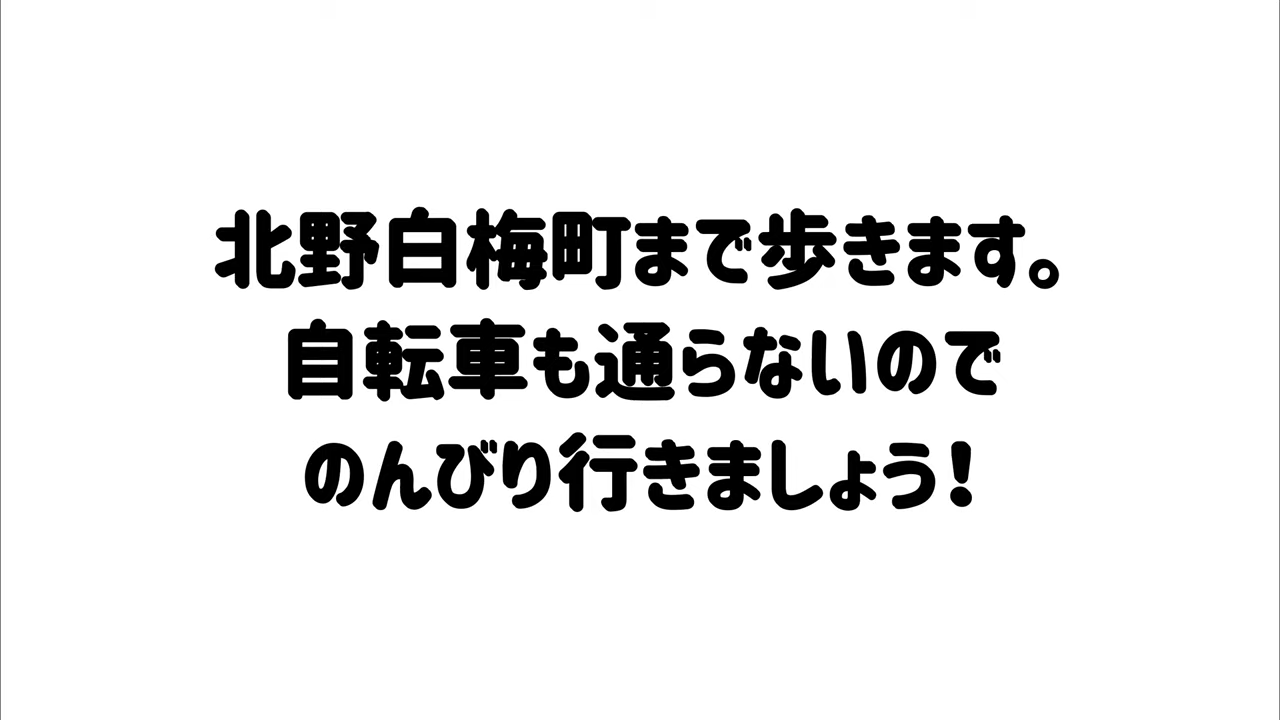 北野白梅町まで歩きます。
自転車も通らないので
のんびり行きましょう！